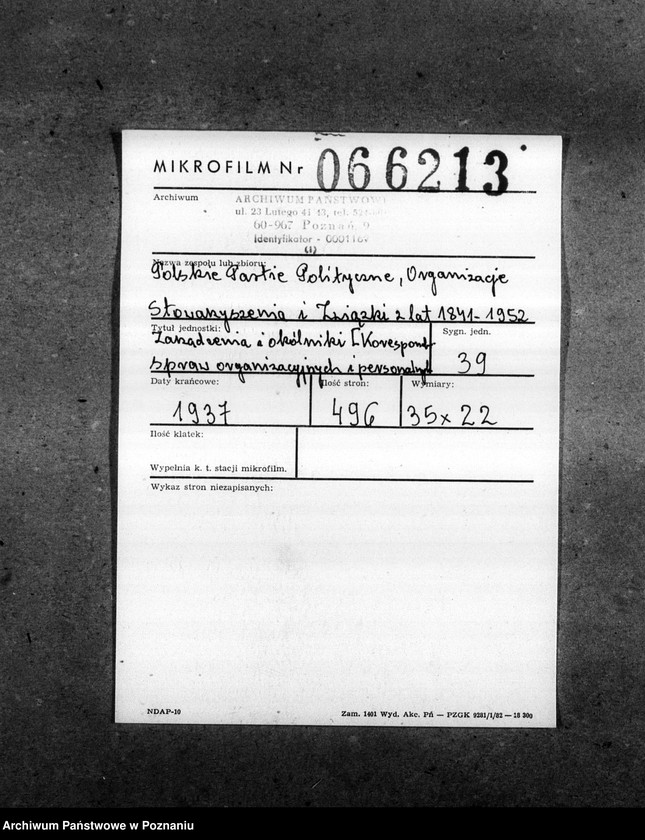 MIKROFILM Nr 066213
Archiwum ARCHIWUM PAŃSTWOWE
ul. 23 Lutego 41/43, tel.
60-967 Poznań 9
Identyfikator - 000116
(1)
Nazwa zespołu lub zbioru:
Polskie Partie Polityczne, Organizacje
Stowarzyszenia i Związki z lat 1841-1952
Tytuł jednostki: Sygn. jedn.
Zarządzenia i okólniki [Korespond
spraw organizacyjnych i personalnych 39
Daty krańcowe: Ilość stron: Wymiary:
1937 496 35x22
Ilość klatek:
Wypełnia k. t. stacji mikrofilm.
Wykaz stron niezapisanych:
NDAP-10 Zam. 1401 Wyd. Akc. Pń — PZGK 9281/1/82 — 18 300
Archiwum Państwowe w Poznaniu